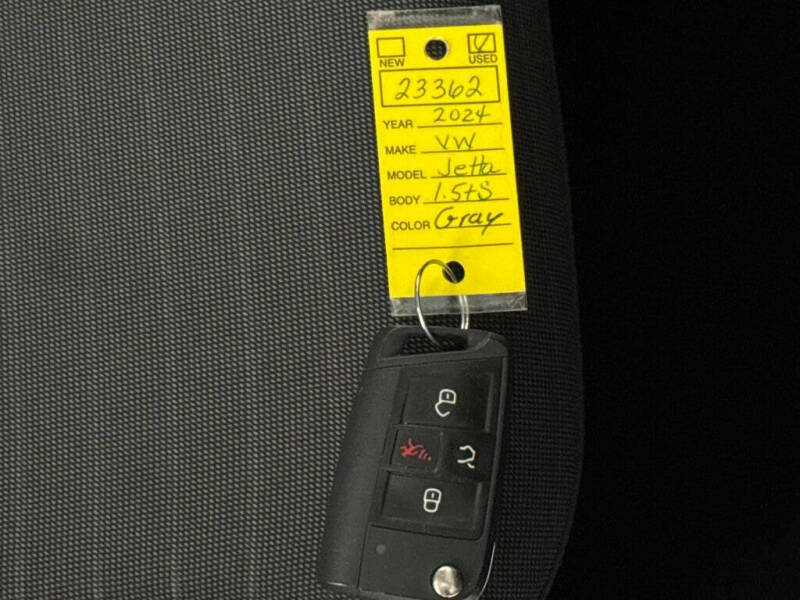 NEW USED
23362
YEAR 2024
MAKE VW
MODEL Jetta
BODY 1.5tS
COLOR Gray